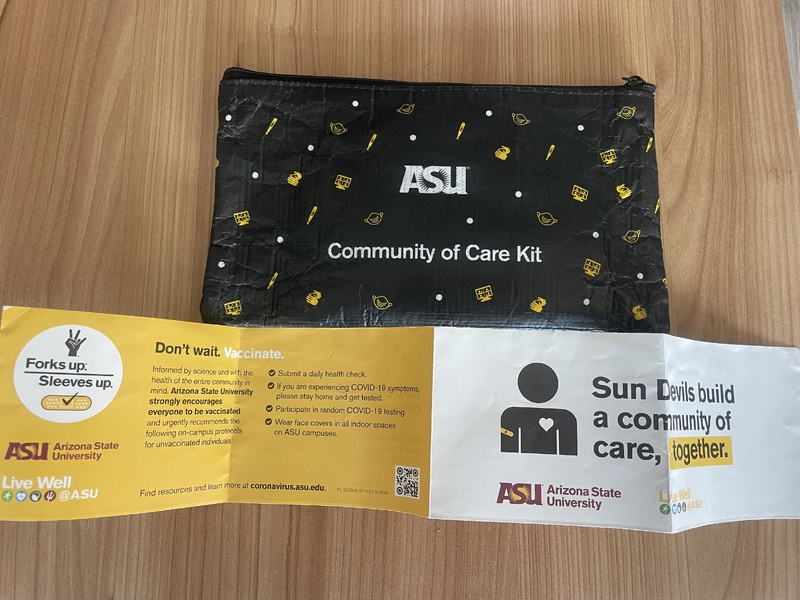 ASU
Community of Care Kit
Forks up.
Sleeves up.
ASU Arizona State
University
Live Well
@ASU
Don't wait. Vaccinate.
Informed by science and with the
health of the entire community in
mind, Arizona State University
strongly encourages
everyone to be vaccinated
and urgently recommends the
following on-campus protocols
for unvaccinated individuals:
Submit a daily health check.
If you are experiencing COVID-19 symptoms,
please stay home and get tested.
Participate in random COVID-19 testing.
Wear face covers in all indoor spaces
on ASU campuses.
Find resources and learn more at coronavirus.asu.edu.
Sun Devils build
a community of
care, together.
ASU Arizona State
University
Live Well
@ASU